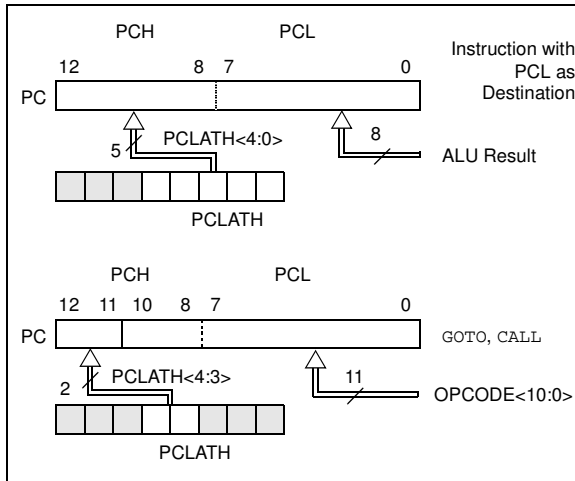 PCH PCL
12 8 7 0
Instruction with
PCL as
Destination
PC
5 PCLATH<4:0>
8
ALU Result
PCLATH
PCH PCL
12 11 10 8 7 0
PC
GOTO, CALL
2 PCLATH<4:3>
11
OPCODE<10:0>
PCLATH